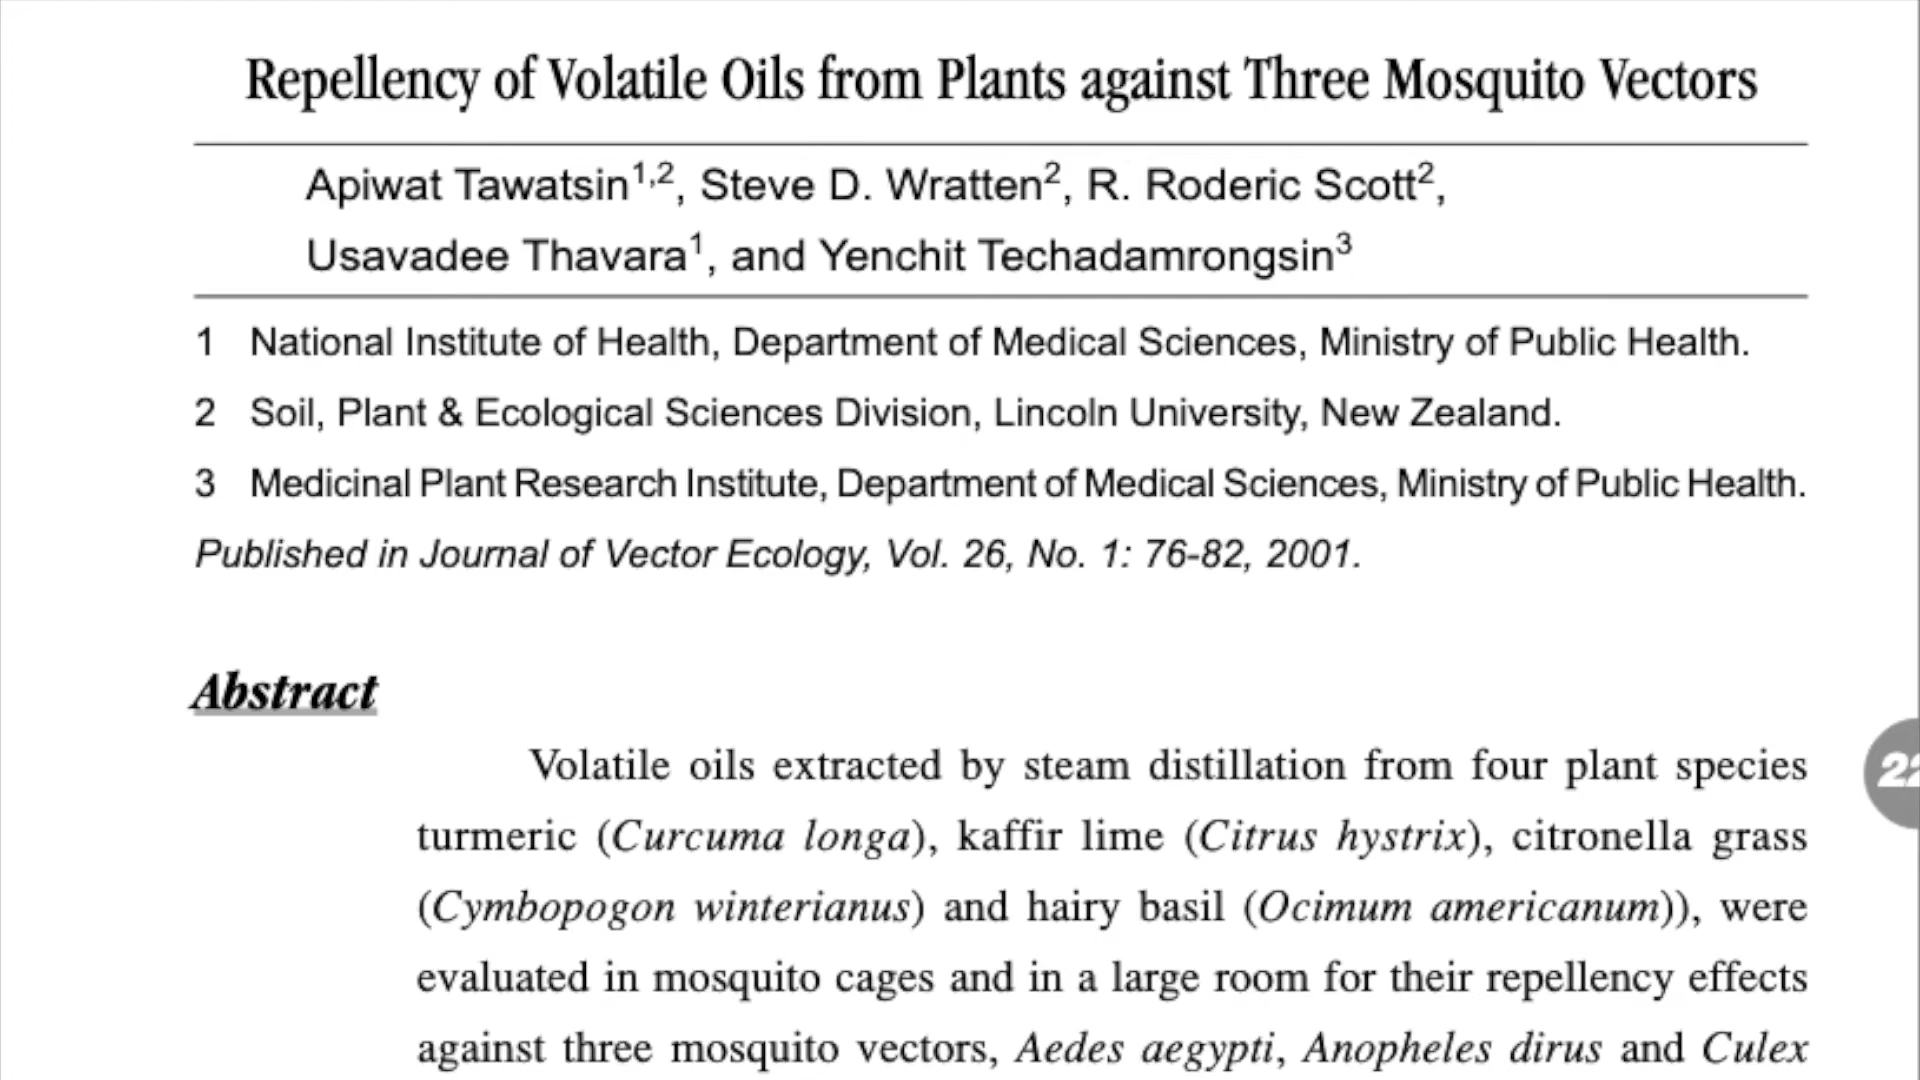 Repellency of Volatile Oils from Plants against Three Mosquito Vectors
Apiwat Tawatsin1,2, Steve D. Wratten2, R. Roderic Scott2,
Usavadee Thavara1, and Yenchit Techadamrongsin3
1 National Institute of Health, Department of Medical Sciences, Ministry of Public Health.
2 Soil, Plant & Ecological Sciences Division, Lincoln University, New Zealand.
3 Medicinal Plant Research Institute, Department of Medical Sciences, Ministry of Public Health.
Published in Journal of Vector Ecology, Vol. 26, No. 1: 76-82, 2001.
Abstract
Volatile oils extracted by steam distillation from four plant species
turmeric (Curcuma longa), kaffir lime (Citrus hystrix), citronella grass
(Cymbopogon winterianus) and hairy basil (Ocimum americanum)), were
evaluated in mosquito cages and in a large room for their repellency effects
against three mosquito vectors, Aedes aegypti, Anopheles dirus and Culex